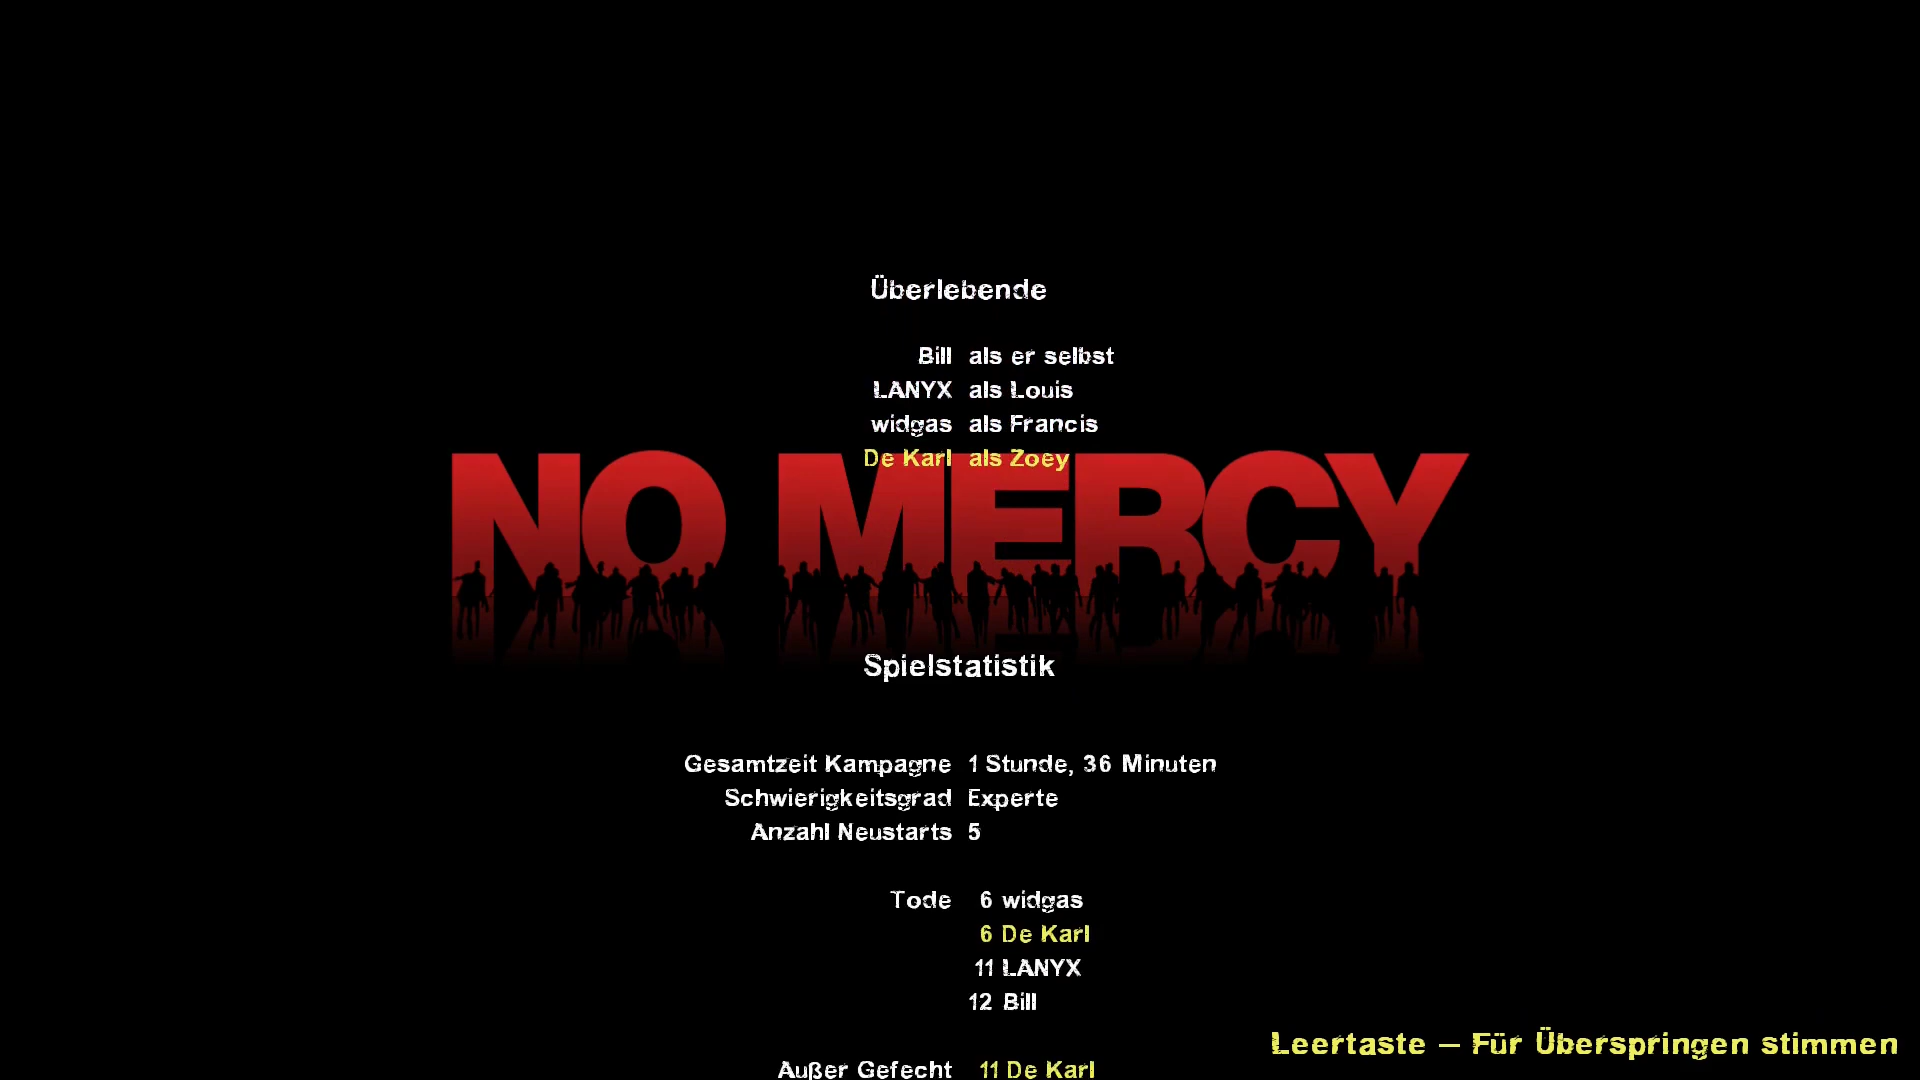 Überlebende
Bill als er selbst
LANYX als Louis
widgas als Francis
De Karl als Zoey
NO MERCY
Spielstatistik
Gesamtzeit Kampagne 1 Stunde, 36 Minuten
Schwierigkeitsgrad Experte
Anzahl Neustarts 5
Tode 6 widgas
6 De Karl
11 LANYX
12 Bill
Leertaste – Für Überspringen stimmen
Außer Gefecht 11 De Karl